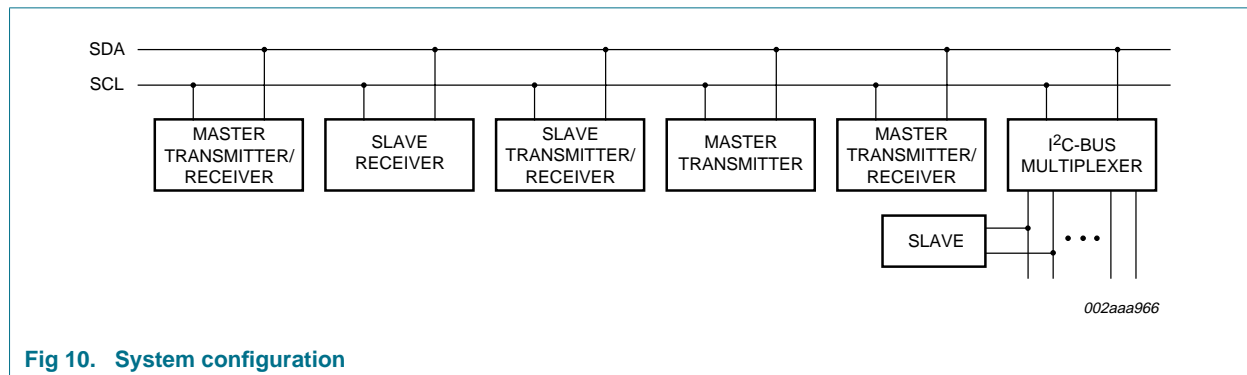 SDA
SCL
MASTER
TRANSMITTER/
RECEIVER
SLAVE
RECEIVER
SLAVE
TRANSMITTER/
RECEIVER
MASTER
TRANSMITTER
MASTER
TRANSMITTER/
RECEIVER
I²C-BUS
MULTIPLEXER
SLAVE
002aaa966
Fig 10. System configuration